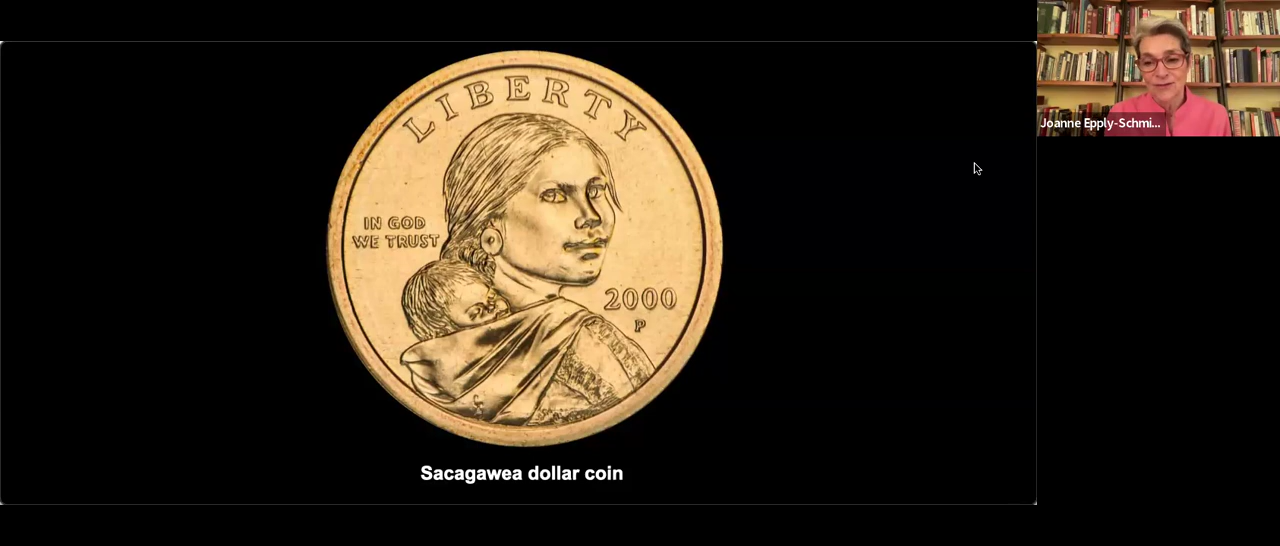 LIBERTY
IN GOD
WE TRUST
2000
P
Sacagawea dollar coin
Joanne Epply-Schmi...